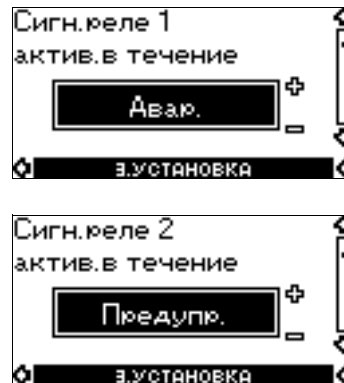 Сигн.реле 1
актив.в течение
Авар.
3.УСТАНОВКА
Сигн.реле 2
актив.в течение
Предупр.
3.УСТАНОВКА